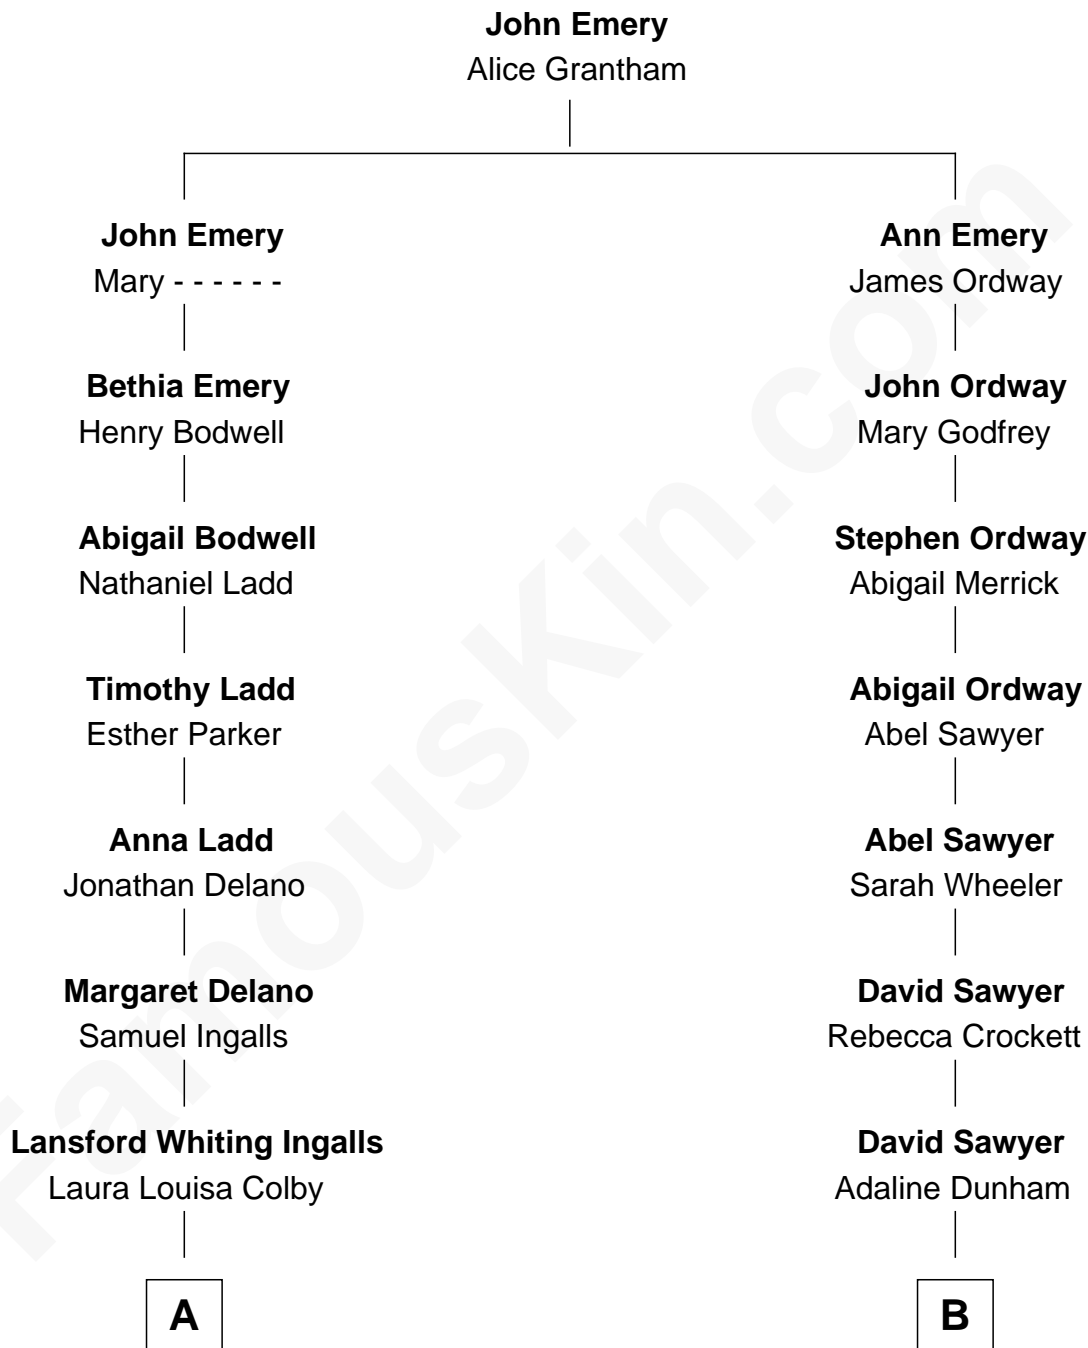 John Emery
Alice Grantham
John Emery
Mary - - - - - -
Ann Emery
James Ordway
Bethia Emery
Henry Bodwell
John Ordway
Mary Godfrey
Abigail Bodwell
Nathaniel Ladd
Stephen Ordway
Abigail Merrick
Timothy Ladd
Esther Parker
Abigail Ordway
Abel Sawyer
Anna Ladd
Jonathan Delano
Abel Sawyer
Sarah Wheeler
Margaret Delano
Samuel Ingalls
David Sawyer
Rebecca Crockett
Lansford Whiting Ingalls
Laura Louisa Colby
David Sawyer
Adaline Dunham
A
B
FamousKin.com